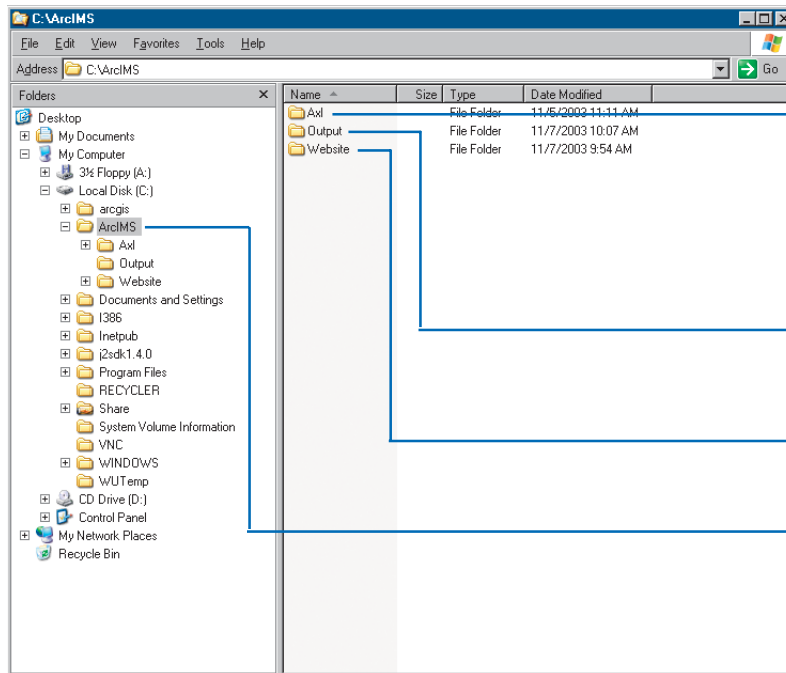 C:\ArcIMS
File Edit View Favorites Tools Help
Address C:\ArcIMS Go
Folders
Desktop
My Documents
My Computer
3½ Floppy (A:)
Local Disk (C:)
arcgis
ArcIMS
Axl
Output
Website
Documents and Settings
I386
Inetpub
j2sdk1.4.0
Program Files
RECYCLER
Share
System Volume Information
VNC
WINDOWS
WUTemp
CD Drive (D:)
Control Panel
My Network Places
Recycle Bin
Name Size Type Date Modified
Axl File Folder 11/5/2003 11:11 AM
Output File Folder 11/7/2003 10:07 AM
Website File Folder 11/7/2003 9:54 AM